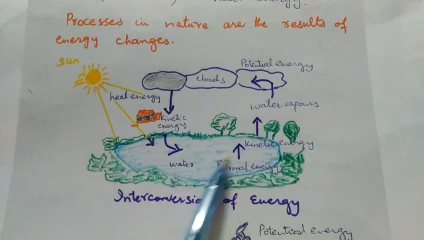 energy.
Processes in nature are the results of
energy changes.
Sun
Potential energy
clouds
heat energy
water vapours
kinetic
energy
kinetic energy
water
Thermal energy
Interconversion of Energy
Potential energy